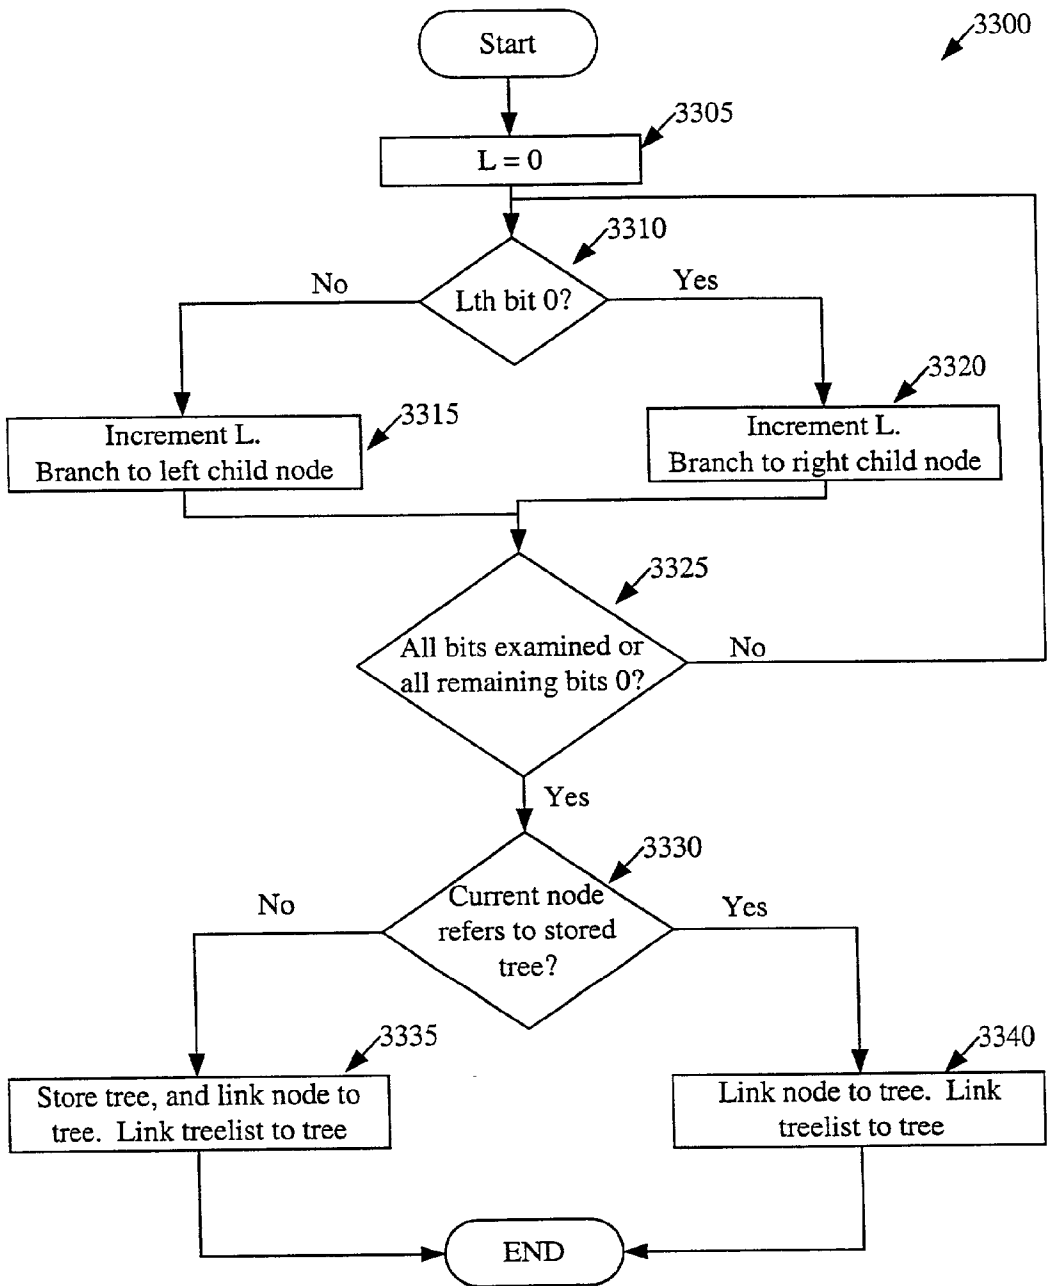 3300
Start
3305
L = 0
3310
No
Lth bit 0?
Yes
3320
3315
Increment L.
Branch to left child node
Increment L.
Branch to right child node
3325
All bits examined or
all remaining bits 0?
No
Yes
3330
No
Current node
refers to stored
tree?
Yes
3335
3340
Store tree, and link node to
tree. Link treelist to tree
Link node to tree. Link
treelist to tree
END